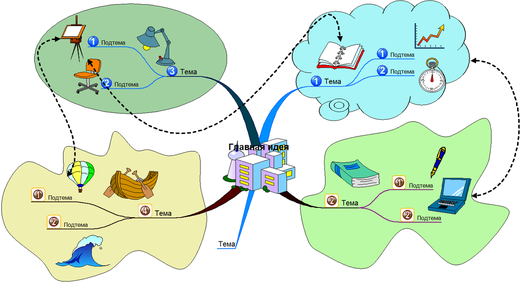 1 Подтема
2 Подтема
3 Тема
1 Подтема
2 Подтема
1 Тема
Главная идея
1 Подтема
2 Подтема
4 Тема
Тема
1 Подтема
2 Подтема
2 Тема